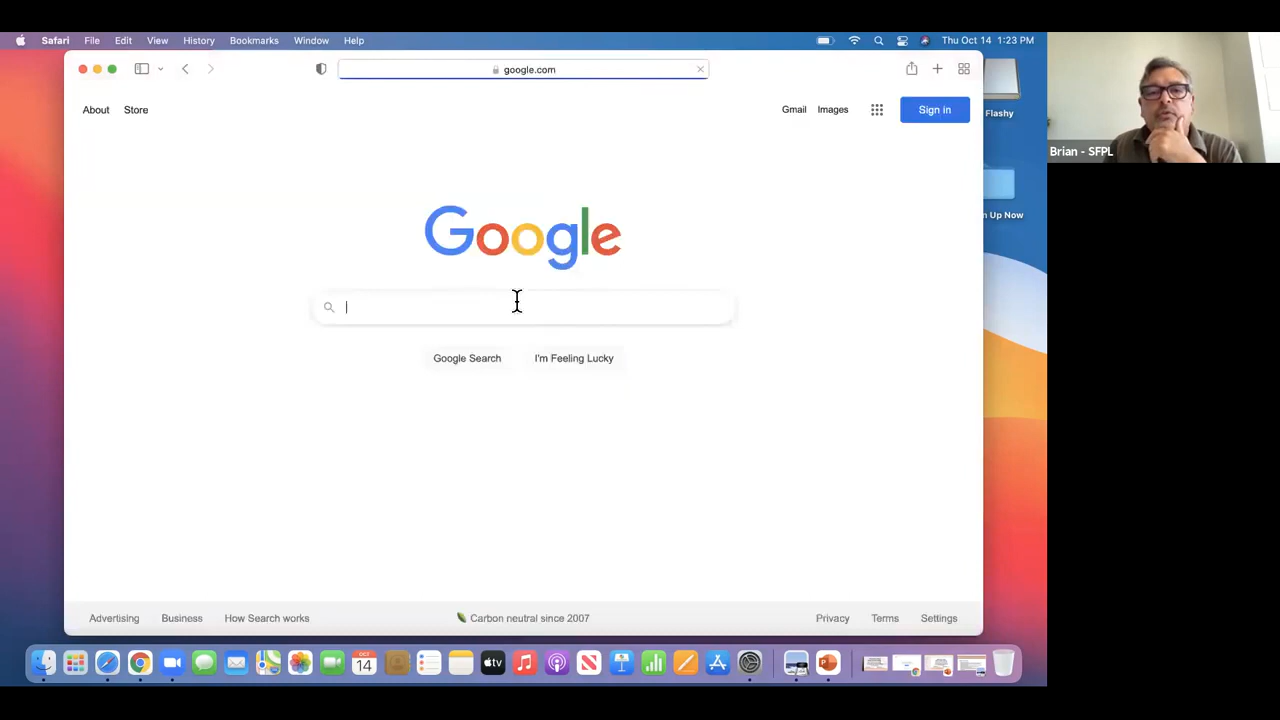 Safari File Edit View History Bookmarks Window Help Thu Oct 14 1:23 PM
google.com
About Store Gmail Images Sign in
Flashy
Brian - SFPL
n Up Now
Google
Google Search I'm Feeling Lucky
Advertising Business How Search works Carbon neutral since 2007 Privacy Terms Settings
OCT
14
tv